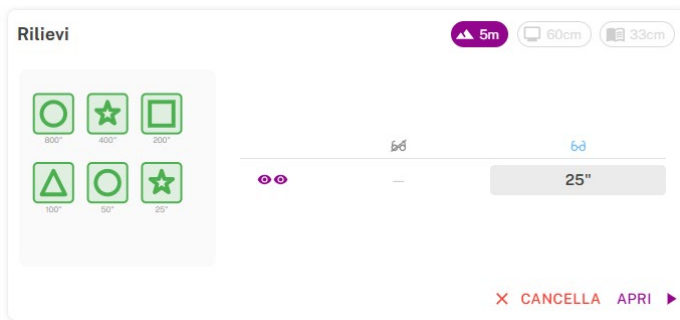 Rilievi
5m
60cm
33cm
800"
400"
200"
100"
50"
25"
—
25"
CANCELLA
APRI